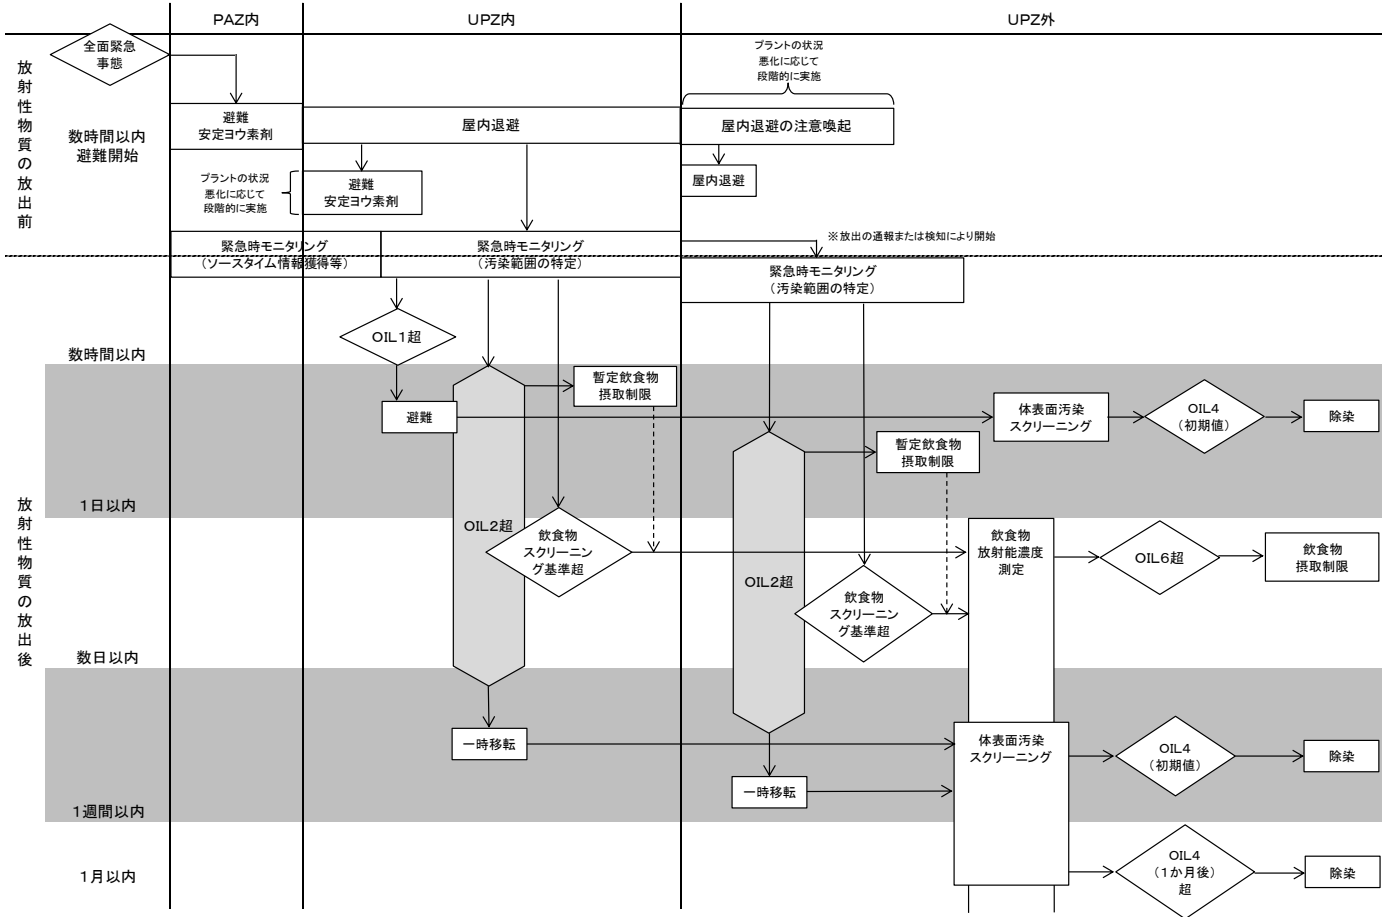 PAZ内
UPZ内
UPZ外
放射性物質の放出前
全面緊急
事態
数時間以内
避難開始
避難
安定ヨウ素剤
屋内退避
プラントの状況
悪化に応じて
段階的に実施
屋内退避の注意喚起
プラントの状況
悪化に応じて
段階的に実施
避難
安定ヨウ素剤
屋内退避
緊急時モニタリング
（ソースタイム情報獲得等）
緊急時モニタリング
（汚染範囲の特定）
※放出の通報または検知により開始
緊急時モニタリング
（汚染範囲の特定）
放射性物質の放出後
OIL１超
数時間以内
暫定飲食物
摂取制限
避難
体表面汚染
スクリーニング
OIL4
（初期値）
除染
暫定飲食物
摂取制限
１日以内
OIL2超
飲食物
スクリーニン
グ基準超
飲食物
放射能濃度
測定
OIL6超
飲食物
摂取制限
OIL2超
飲食物
スクリーニン
グ基準超
数日以内
一時移転
体表面汚染
スクリーニング
OIL4
（初期値）
除染
一時移転
１週間以内
１月以内
OIL4
（１か月後）
超
除染